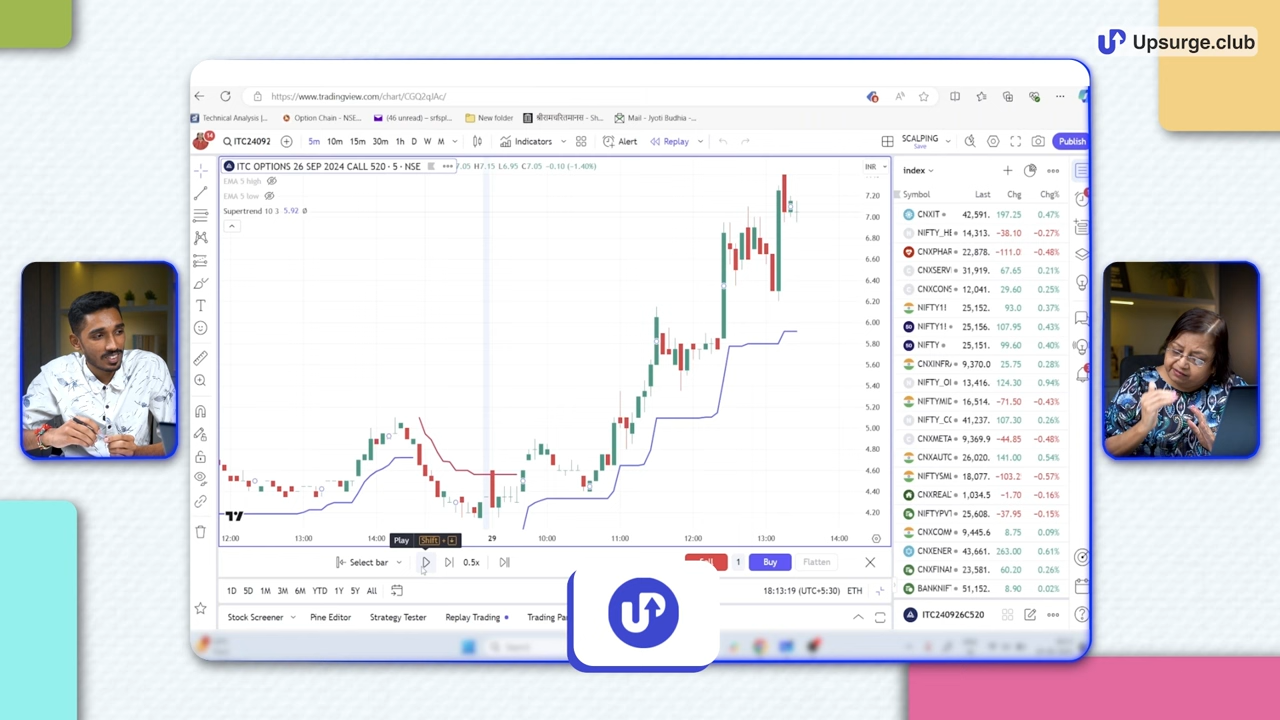 Upsurge.club
https://www.tradingview.com/chart/CGQ2qJAc/
Technical Analysis |... Option Chain - NSE... (46 unread) – srfispl... New folder श्रीरामचरितमानस - Sh... Mail - Jyoti Budhia -...
ITC24092 5m 10m 15m 30m 1h D W M Indicators Alert Replay SCALPING Save Publish
ITC OPTIONS 26 SEP 2024 CALL 520 · 5 · NSE 7.05 H7.15 L6.95 C7.05 -0.10 (-1.40%) INR
EMA 5 high
EMA 5 low
Supertrend 10 3 5.92 Ø
7.20
7.00
6.80
6.60
6.40
6.20
6.00
5.80
5.60
5.40
5.20
5.00
4.80
4.60
4.40
4.20
12:00 13:00 14:00 29 10:00 11:00 12:00 13:00 14:00
Play Shift +
Select bar 0.5x 1 Buy Flatten
1D 5D 1M 3M 6M YTD 1Y 5Y All 18:13:19 (UTC+5:30) ETH
Stock Screener Pine Editor Strategy Tester Replay Trading Trading Pa
index
Symbol Last Chg Chg%
CNXIT 42,591. 197.25 0.47%
NIFTY_HE 14,313. -38.10 -0.27%
CNXPHAR 22,878. -111.0 -0.48%
CNXSERV 31,919. 67.65 0.21%
CNXCONS 12,041. 29.60 0.25%
NIFTY1! 25,152. 93.0 0.37%
NIFTY1! 25,156. 107.95 0.43%
NIFTY 25,151. 99.60 0.40%
CNXINFRA 9,370.0 25.75 0.28%
NIFTY_OI 13,416. 124.30 0.94%
NIFTYMID 16,514. -71.50 -0.43%
NIFTY_CO 41,237. 107.30 0.26%
CNXMETA 9,369.9 -44.85 -0.48%
CNXAUTO 26,020. 141.00 0.54%
NIFTYSM 18,077. -103.2 -0.57%
CNXREAL 1,034.5 -1.70 -0.16%
NIFTYPVT 25,608. -37.95 -0.15%
CNXCOM 9,445.6 8.75 0.09%
CNXENER 43,661. 263.00 0.61%
CNXFINAI 23,581. 60.20 0.26%
BANKNIFT 51,152. 8.90 0.02%
ITC240926C520